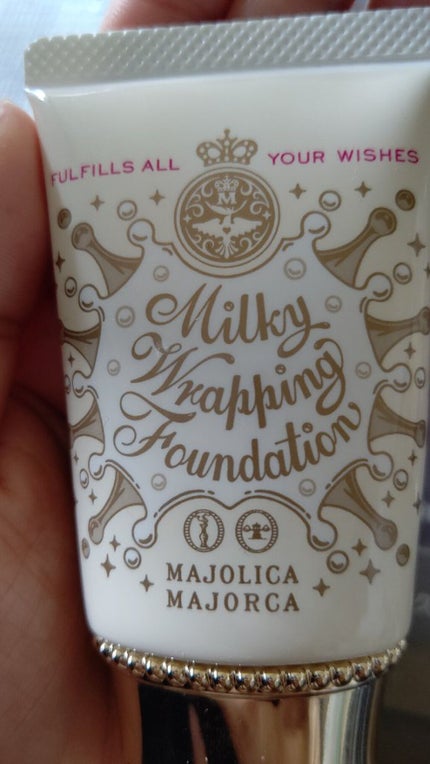 FULFILLS ALL YOUR WISHES
M
Milky
Wrapping
Foundation
MAJOLICA
MAJORCA